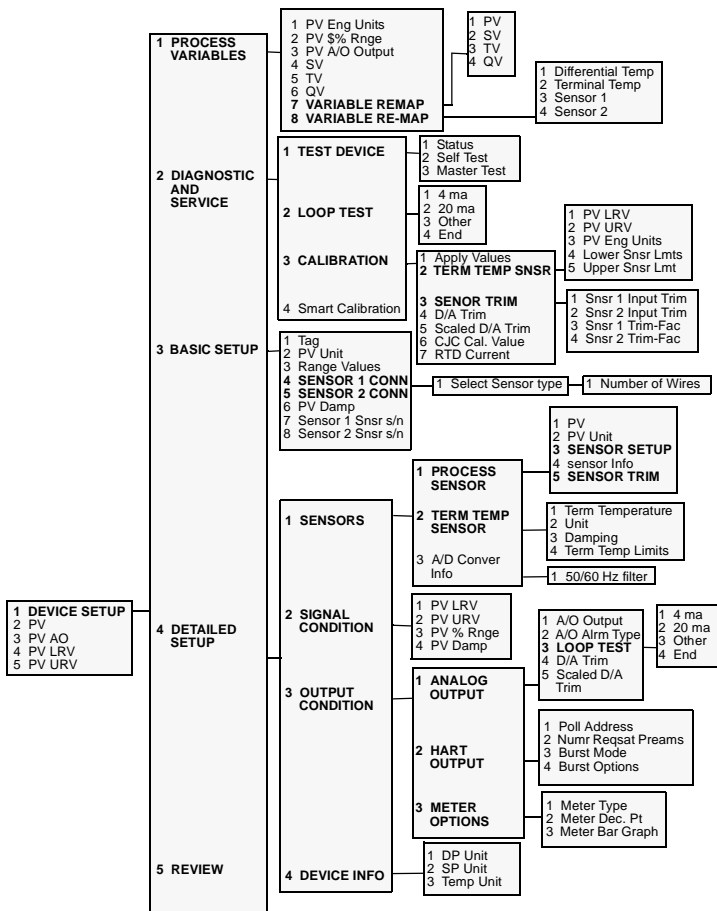 1 DEVICE SETUP
2 PV
3 PV AO
4 PV LRV
5 PV URV
1 PROCESS
VARIABLES
2 DIAGNOSTIC
AND
SERVICE
3 BASIC SETUP
4 DETAILED
SETUP
5 REVIEW
1 PV Eng Units
2 PV $% Rnge
3 PV A/O Output
4 SV
5 TV
6 QV
7 VARIABLE REMAP
8 VARIABLE RE-MAP
1 PV
2 SV
3 TV
4 QV
1 Differential Temp
2 Terminal Temp
3 Sensor 1
4 Sensor 2
1 TEST DEVICE
2 LOOP TEST
3 CALIBRATION
4 Smart Calibration
1 Status
2 Self Test
3 Master Test
1 4 ma
2 20 ma
3 Other
4 End
1 Apply Values
2 TERM TEMP SNSR
3 SENOR TRIM
4 D/A Trim
5 Scaled D/A Trim
6 CJC Cal. Value
7 RTD Current
1 PV LRV
2 PV URV
3 PV Eng Units
4 Lower Snsr Lmts
5 Upper Snsr Lmt
1 Snsr 1 Input Trim
2 Snsr 2 Input Trim
3 Snsr 1 Trim-Fac
4 Snsr 2 Trim-Fac
1 Tag
2 PV Unit
3 Range Values
4 SENSOR 1 CONN
5 SENSOR 2 CONN
6 PV Damp
7 Sensor 1 Snsr s/n
8 Sensor 2 Snsr s/n
1 Select Sensor type
1 Number of Wires
1 SENSORS
2 SIGNAL
CONDITION
3 OUTPUT
CONDITION
4 DEVICE INFO
1 PROCESS
SENSOR
2 TERM TEMP
SENSOR
3 A/D Conver
Info
1 PV
2 PV Unit
3 SENSOR SETUP
4 sensor Info
5 SENSOR TRIM
1 Term Temperature
2 Unit
3 Damping
4 Term Temp Limits
1 50/60 Hz filter
1 PV LRV
2 PV URV
3 PV % Rnge
4 PV Damp
1 ANALOG
OUTPUT
2 HART
OUTPUT
3 METER
OPTIONS
1 A/O Output
2 A/O Alrm Type
3 LOOP TEST
4 D/A Trim
5 Scaled D/A
Trim
1 4 ma
2 20 ma
3 Other
4 End
1 Poll Address
2 Numr Reqsat Preams
3 Burst Mode
4 Burst Options
1 Meter Type
2 Meter Dec. Pt
3 Meter Bar Graph
1 DP Unit
2 SP Unit
3 Temp Unit